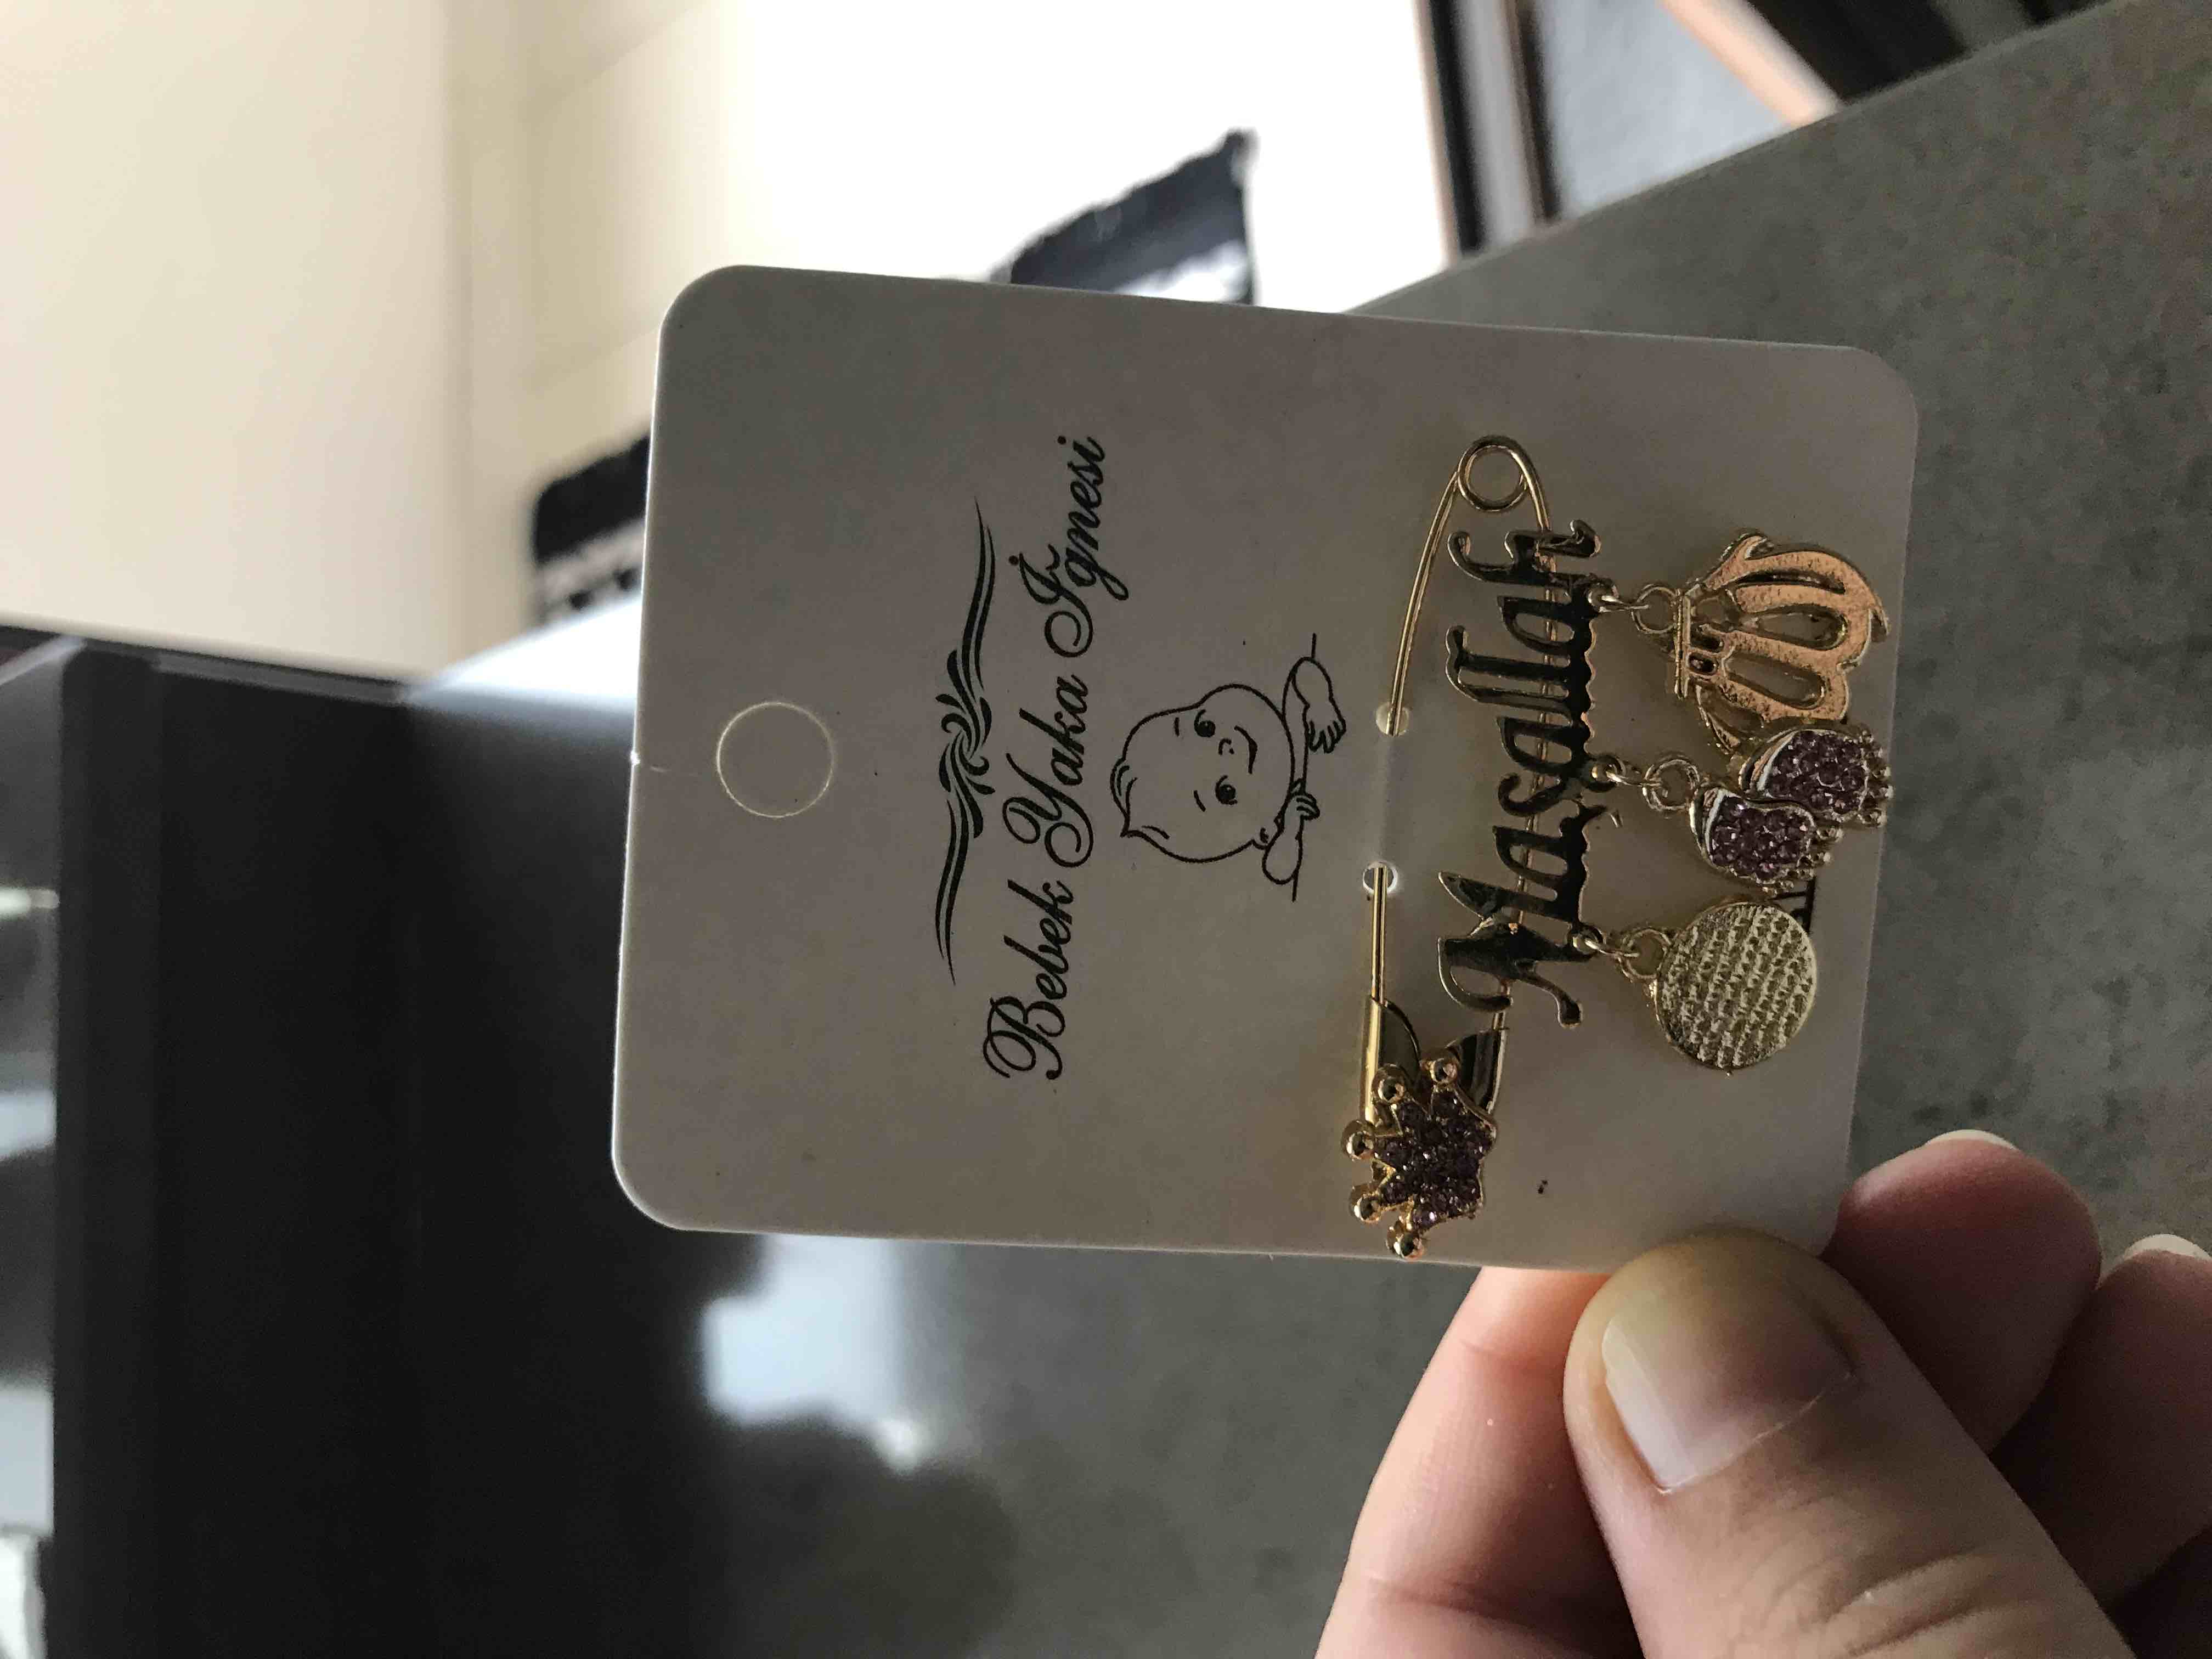 Bebek Yaka İğnesi
Maşallah